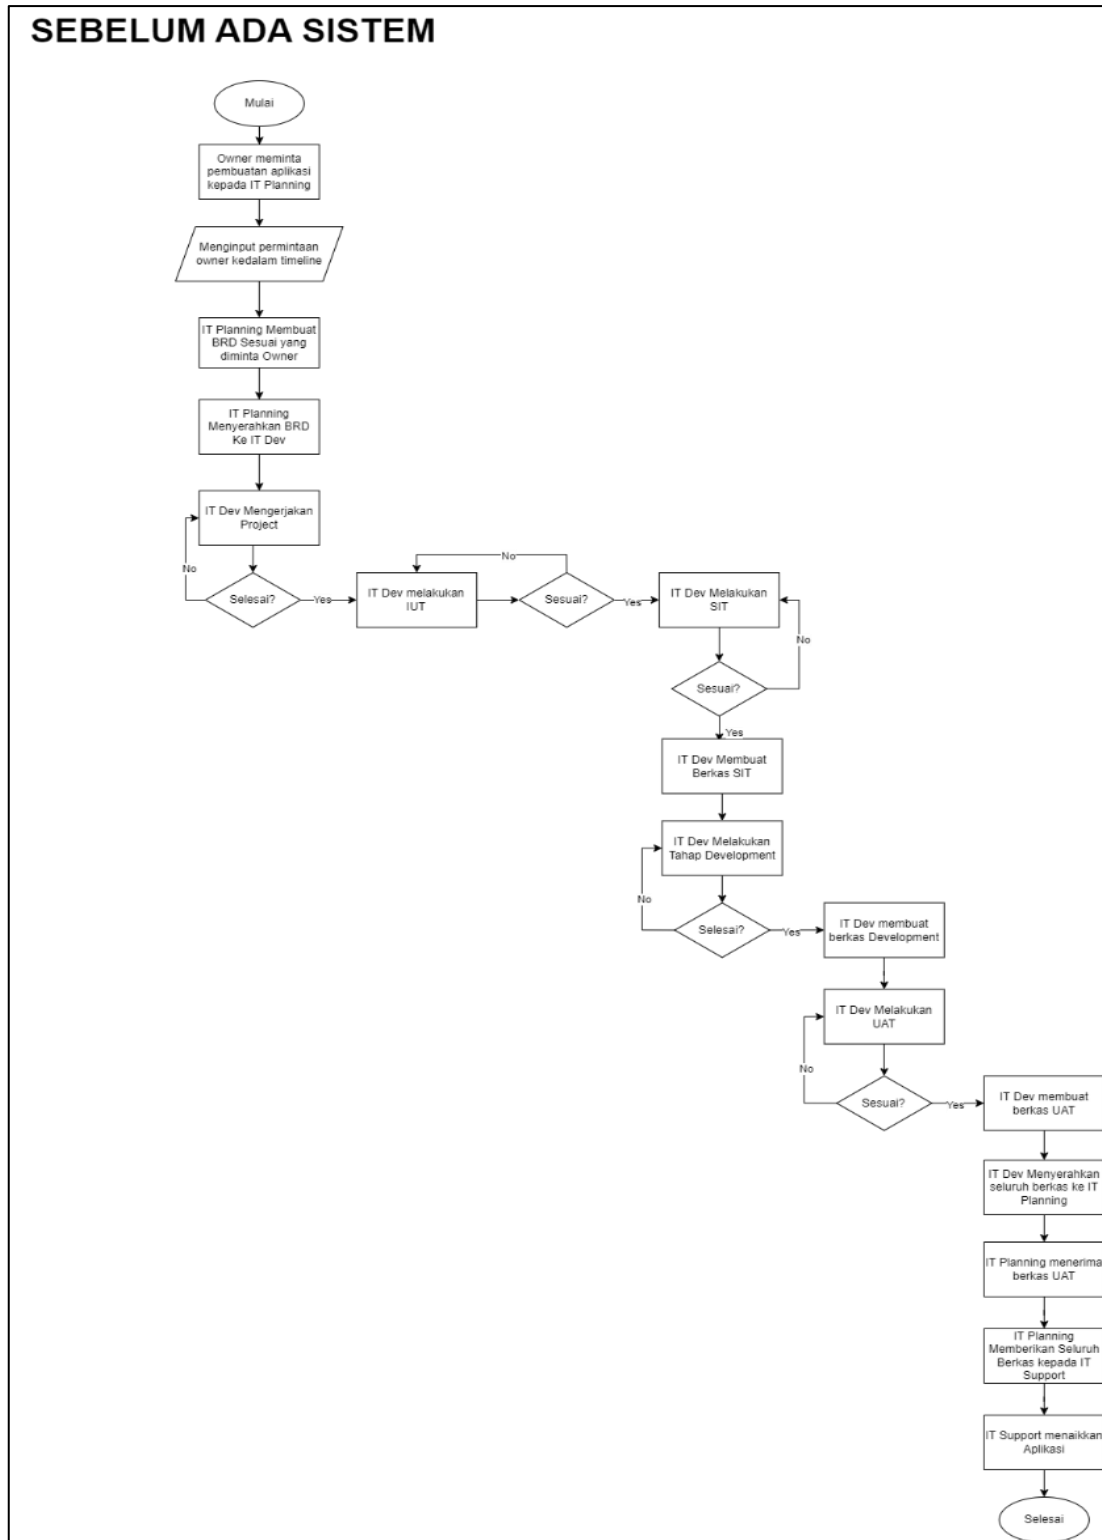 SEBELUM ADA SISTEM
Mulai
Owner meminta
pembuatan aplikasi
kepada IT Planning
Menginput permintaan
owner kedalam timeline
IT Planning Membuat
BRD Sesuai yang
diminta Owner
IT Planning
Menyerahkan BRD
Ke IT Dev
IT Dev Mengerjakan
Project
No
Selesai?
Yes
IT Dev melakukan
IUT
No
Sesuai?
Yes
IT Dev Melakukan
SIT
No
Sesuai?
Yes
IT Dev Membuat
Berkas SIT
IT Dev Melakukan
Tahap Development
No
Selesai?
Yes
IT Dev membuat
berkas Development
IT Dev Melakukan
UAT
No
Sesuai?
Yes
IT Dev membuat
berkas UAT
IT Dev Menyerahkan
seluruh berkas ke IT
Planning
IT Planning menerima
berkas UAT
IT Planning
Memberikan Seluruh
Berkas kepada IT
Support
IT Support menaikkan
Aplikasi
Selesai